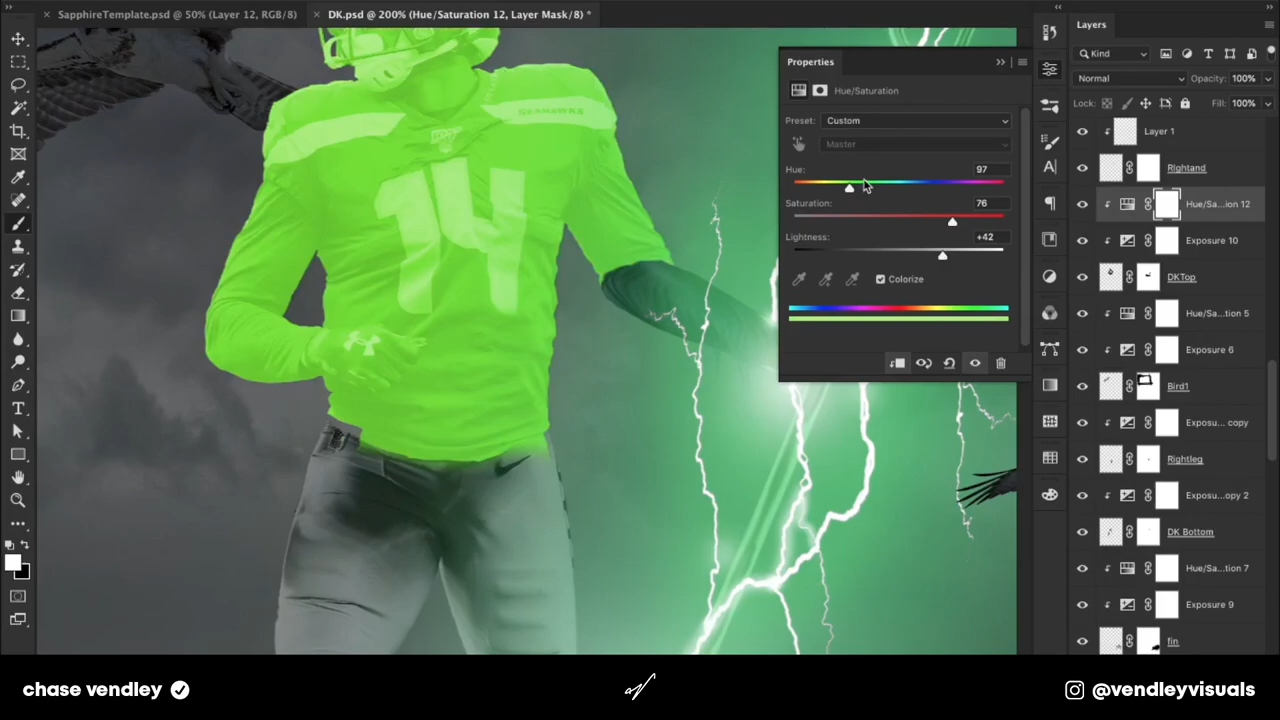 SapphireTemplate.psd @ 50% (Layer 12, RGB/8)
DK.psd @ 200% (Hue/Saturation 12, Layer Mask/8) *
SEAHAWKS
14
Properties
Hue/Saturation
Preset: Custom
Master
Hue: 97
Saturation: 76
Lightness: +42
Colorize
Layers
Kind
Normal Opacity: 100%
Lock: Fill: 100%
Layer 1
Rightand
Hue/Sa...ion 12
Exposure 10
DKTop
Hue/Sa...tion 5
Exposure 6
Bird1
Exposu... copy
Rightleg
Exposu...opy 2
DK Bottom
Hue/Sa...tion 7
Exposure 9
fin
chase vendley
@vendleyvisuals